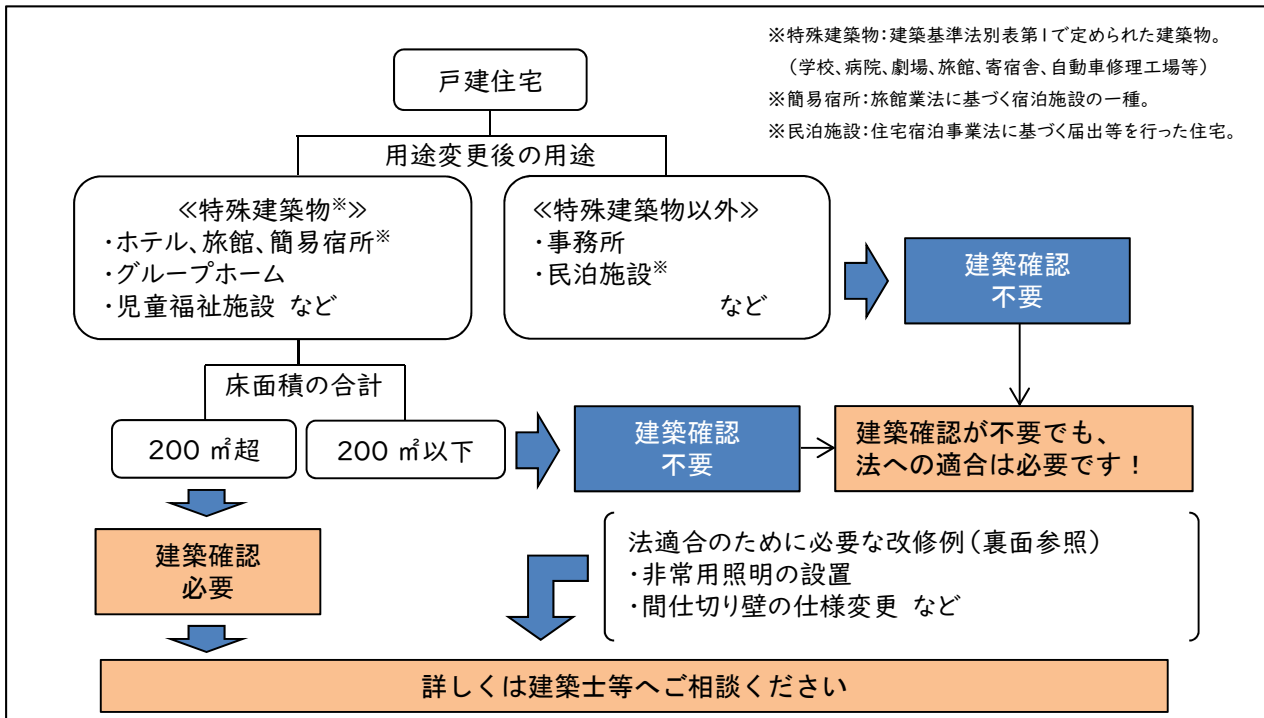 ※特殊建築物:建築基準法別表第1で定められた建築物。
(学校、病院、劇場、旅館、寄宿舎、自動車修理工場等)
※簡易宿所:旅館業法に基づく宿泊施設の一種。
※民泊施設:住宅宿泊事業法に基づく届出等を行った住宅。
戸建住宅
用途変更後の用途
≪特殊建築物※≫
・ホテル、旅館、簡易宿所※
・グループホーム
・児童福祉施設 など
≪特殊建築物以外≫
・事務所
・民泊施設※
など
建築確認
不要
床面積の合計
200 ㎡超
200 ㎡以下
建築確認
不要
建築確認が不要でも、
法への適合は必要です!
建築確認
必要
法適合のために必要な改修例(裏面参照)
・非常用照明の設置
・間仕切り壁の仕様変更 など
詳しくは建築士等へご相談ください